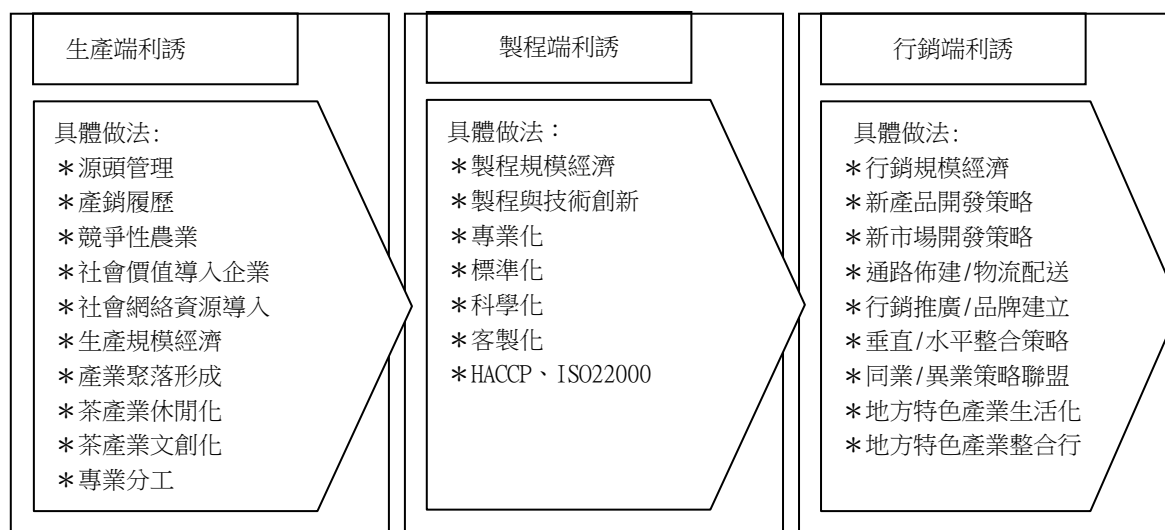 生產端利誘
具體做法:
＊源頭管理
＊產銷履歷
＊競爭性農業
＊社會價值導入企業
＊社會網絡資源導入
＊生產規模經濟
＊產業聚落形成
＊茶產業休閒化
＊茶產業文創化
＊專業分工
製程端利誘
具體做法：
＊製程規模經濟
＊製程與技術創新
＊專業化
＊標準化
＊科學化
＊客製化
＊HACCP、ISO22000
行銷端利誘
具體做法:
＊行銷規模經濟
＊新產品開發策略
＊新市場開發策略
＊通路佈建/物流配送
＊行銷推廣/品牌建立
＊垂直/水平整合策略
＊同業/異業策略聯盟
＊地方特色產業生活化
＊地方特色產業整合行